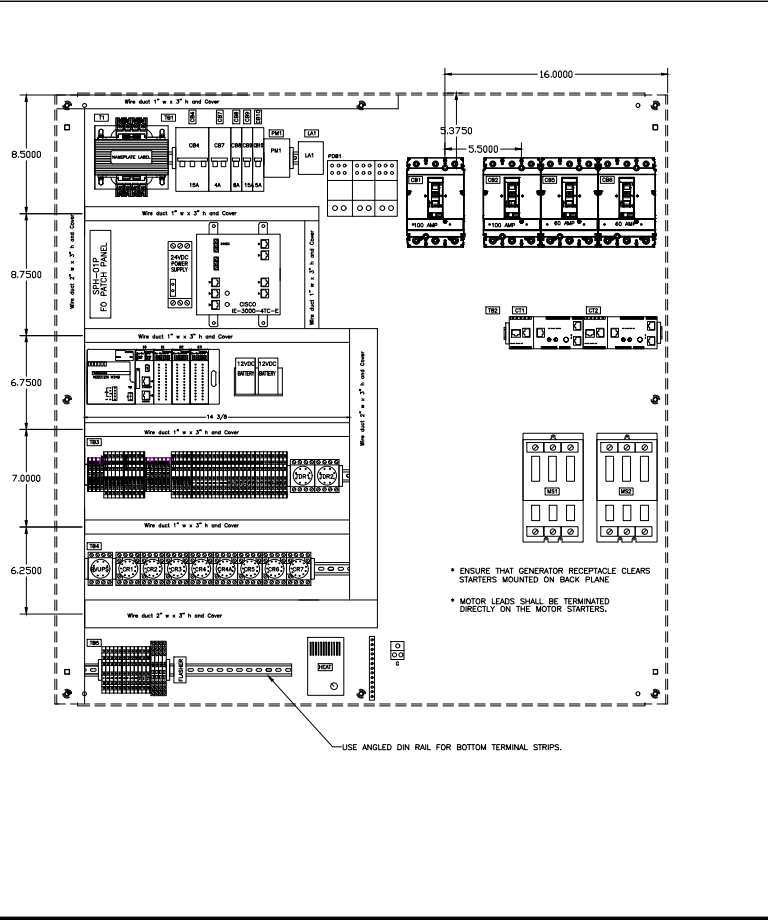 16.0000
5.3750
5.5000
8.5000
8.7500
6.7500
7.0000
6.2500
Wire duct 1" w x 3" h and Cover
T1
TB1
CB4
CB7
CB8
CB9
CB10
PM1
LA1
NAMEPLATE LABEL
CB4
CB7
CB8
CB9
CB10
PM1
LA1
15A
4A
6A
15A
5A
PDB1
CB1
*100 AMP
CB2
*100 AMP
CB5
60 AMP
CB6
60 AMP
Wire duct 1" w x 3" h and Cover
Wire duct 2" w x 3" h and Cover
SPH-01P
FO PATCH PANEL
24VDC
POWER
SUPPLY
CISCO
IE-3000-4TC-E
Wire duct 1" w x 3" h and Cover
TB2
CT1
CT2
Wire duct 1" w x 3" h and Cover
12VDC
BATTERY
12VDC
BATTERY
Wire duct 2" w x 3" h and Cover
14 3/8
Wire duct 1" w x 3" h and Cover
TB3
TDR1
TDR2
MS1
MS2
Wire duct 1" w x 3" h and Cover
TB4
CR1
CR2
CR3
CR4
CR4A
CR5
CR6
CR7
* ENSURE THAT GENERATOR RECEPTACLE CLEARS
STARTERS MOUNTED ON BACK PLANE
* MOTOR LEADS SHALL BE TERMINATED
DIRECTLY ON THE MOTOR STARTERS.
Wire duct 2" w x 3" h and Cover
TB5
FLASHER
HEAT
G
USE ANGLED DIN RAIL FOR BOTTOM TERMINAL STRIPS.